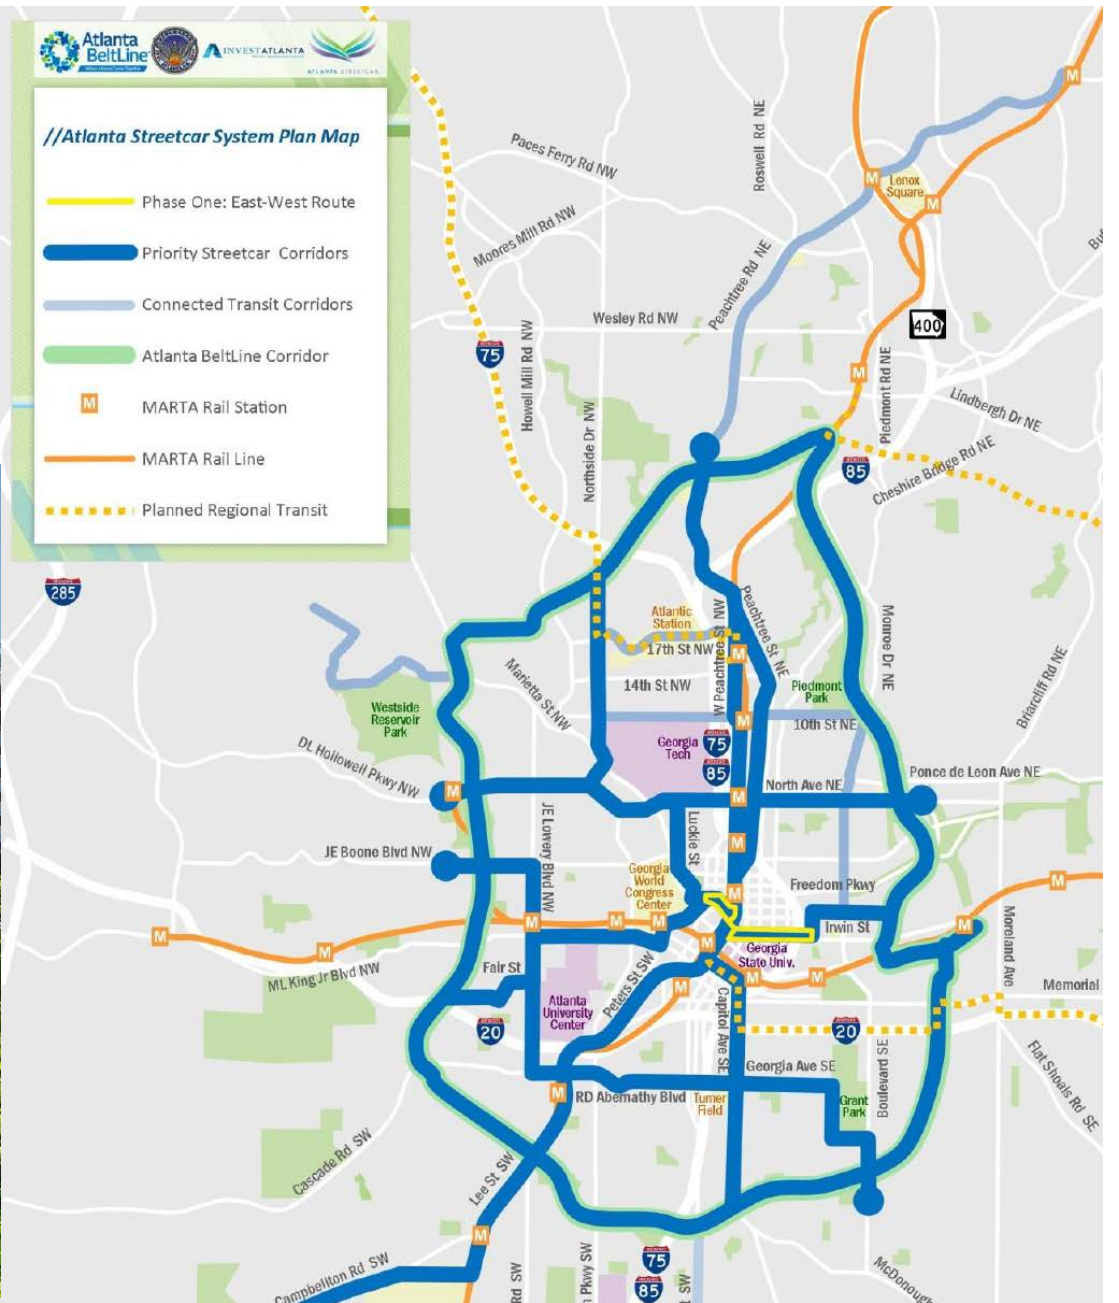 Atlanta
BeltLine
INVESTATLANTA
ATLANTA STREETCAR
//Atlanta Streetcar System Plan Map
Phase One: East-West Route
Priority Streetcar Corridors
Connected Transit Corridors
Atlanta BeltLine Corridor
M
MARTA Rail Station
MARTA Rail Line
Planned Regional Transit
Paces Ferry Rd NW
Roswell Rd NE
M
Lenox
Square
M
M
Moores Mill Rd NW
Peachtree Rd NE
Wesley Rd NW
400
75
Howell Mill Rd NW
Northside Dr NW
Piedmont Rd NE
M
Lindbergh Dr NE
Cheshire Bridge Rd NE
85
285
Atlantic
Station
17th St NW
W Peachtree St NW
Peachtree St NE
Monroe Dr NE
Briarcliff Rd NE
M
14th St NW
Piedmont
Park
Marietta St NW
Westside
Reservoir
Park
M
10th St NE
Georgia
Tech
75
85
DL Hollowell Pkwy NW
M
North Ave NE
Ponce de Leon Ave NE
M
JE Boone Blvd NW
JE Lowery Blvd NW
Luckie St
M
Georgia
World
Congress
Center
Freedom Pkwy
M
M
Irwin St
M
M
M
M
M
M
M
Georgia
State Univ.
Moreland Ave
ML King Jr Blvd NW
Fair St
Peters St SW
M
M
M
M
Memorial
Atlanta
University
Center
Capitol Ave SE
20
20
Boulevard SE
Flat Shoals Rd SE
Georgia Ave SE
M
RD Abernathy Blvd
Turner
Field
Grant
Park
Cascade Rd SW
Lee St SW
M
Campbellton Rd SW
Rd SW
Pkwy SW
75
85
SW
McDonough